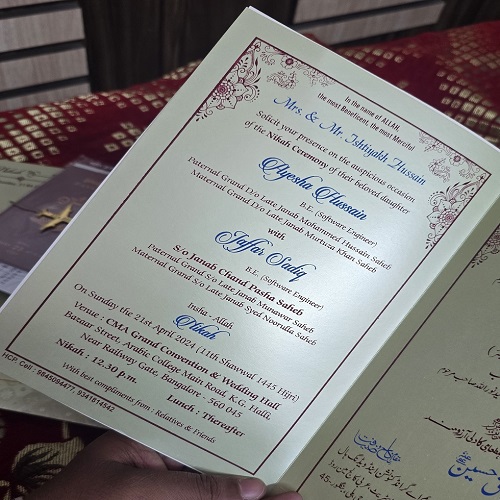 In the name of ALLAH,
the most Beneficent, the most Merciful
Mrs. & Mr. Ishtiyakh Hussain
Solicit your presence on the auspicious occasion
of the Nikah Ceremony of their beloved daughter
Ayesha Hussain
B.E. (Software Engineer)
Paternal Grand D/o Late Janab Mohammed Hussain Saheb
Maternal Grand D/o Late Janab Murtuza Khan Saheb
with
Jaffar Sadiq
B.E. (Software Engineer)
S/o Janab Chand Pasha Saheb
Paternal Grand S/o Late Janab Munawar Saheb
Maternal Grand S/o Late Janab Syed Noorulla Saheb
Insha - Allah
Nikah
On Sunday the 21st April 2024 (11th Shawwal 1445 Hijri)
Venue : CMA Grand Convention & Wedding Hall
Bazaar Street, Arabic College Main Road, K.G. Halli,
Near Railway Gate, Bangalore - 560 045
Nikah : 12.30 p.m. Lunch : Thereafter
With best compliments from : Relatives & Friends
HCP. Cell : 9845094477, 9341814542